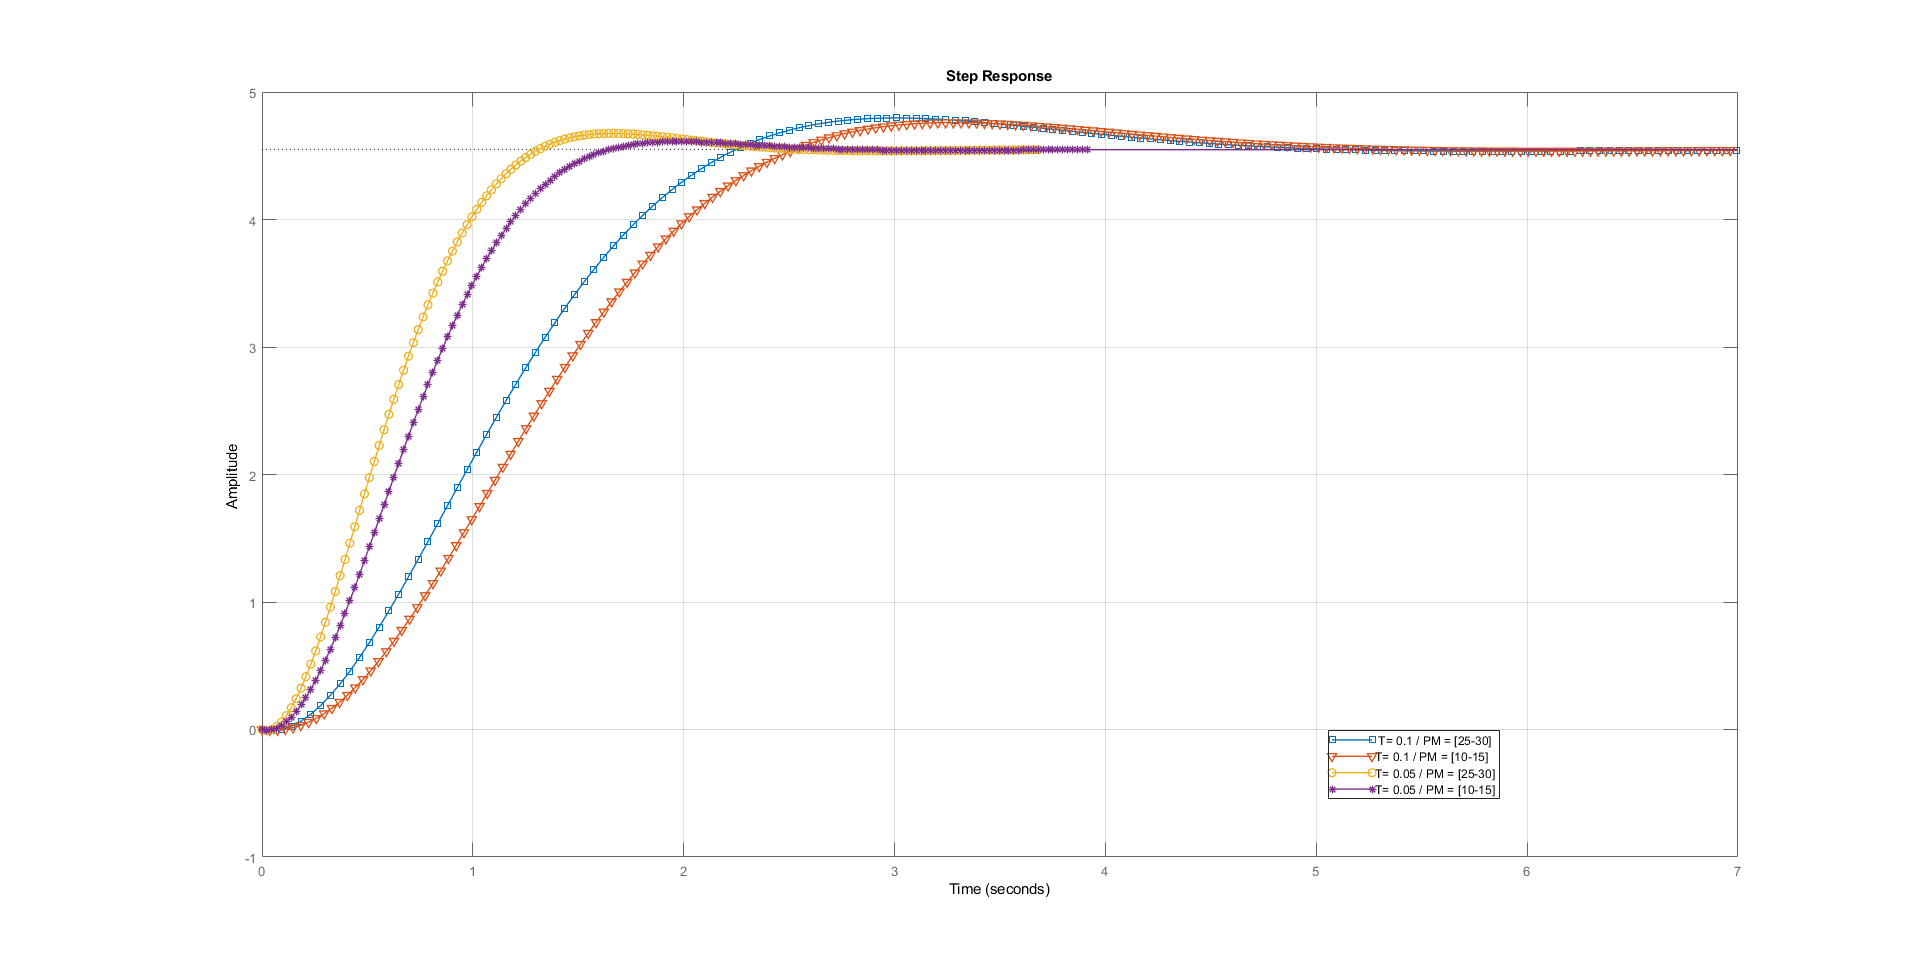 Step Response
5
4
3
2
1
0
-1
Amplitude
0 1 2 3 4 5 6 7
Time (seconds)
T= 0.1 / PM = [25-30]
T= 0.1 / PM = [10-15]
T= 0.05 / PM = [25-30]
T= 0.05 / PM = [10-15]